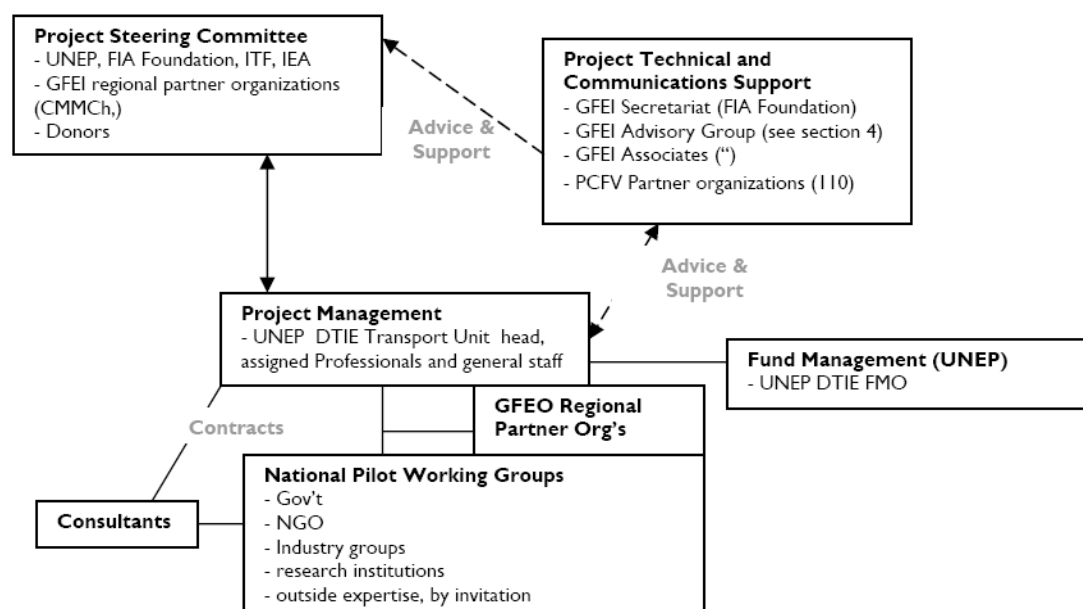 Project Steering Committee
- UNEP, FIA Foundation, ITF, IEA
- GFEI regional partner organizations
(CMMCh,)
- Donors
Project Technical and
Communications Support
- GFEI Secretariat (FIA Foundation)
- GFEI Advisory Group (see section 4)
- GFEI Associates (“)
- PCFV Partner organizations (110)
Advice &
Support
Advice &
Support
Project Management
- UNEP DTIE Transport Unit head,
assigned Professionals and general staff
Fund Management (UNEP)
- UNEP DTIE FMO
GFEO Regional
Partner Org’s
Contracts
National Pilot Working Groups
- Gov’t
- NGO
- Industry groups
- research institutions
- outside expertise, by invitation
Consultants